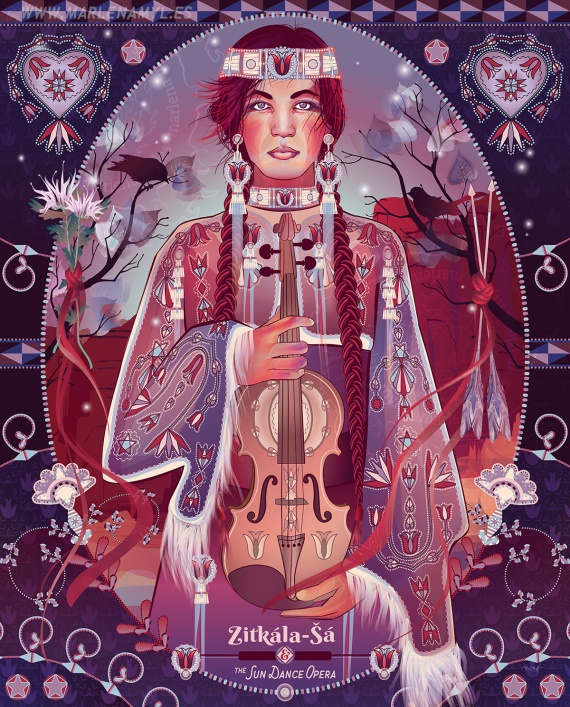 WWW.MARLENAMYL.ES
Zitkála-Šá
THE SUN DANCE OPERA